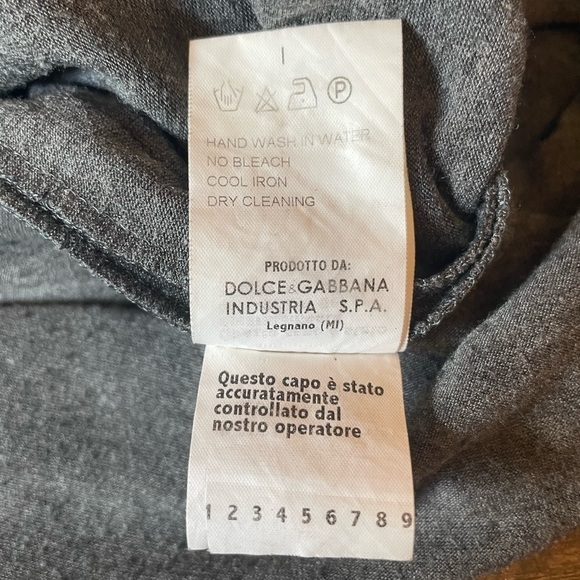 I
P
HAND WASH IN WATER
NO BLEACH
COOL IRON
DRY CLEANING
PRODOTTO DA:
DOLCE&GABBANA
INDUSTRIA S.P.A.
Legnano (MI)
Questo capo è stato
accuratamente
controllato dal
nostro operatore
1 2 3 4 5 6 7 8 9